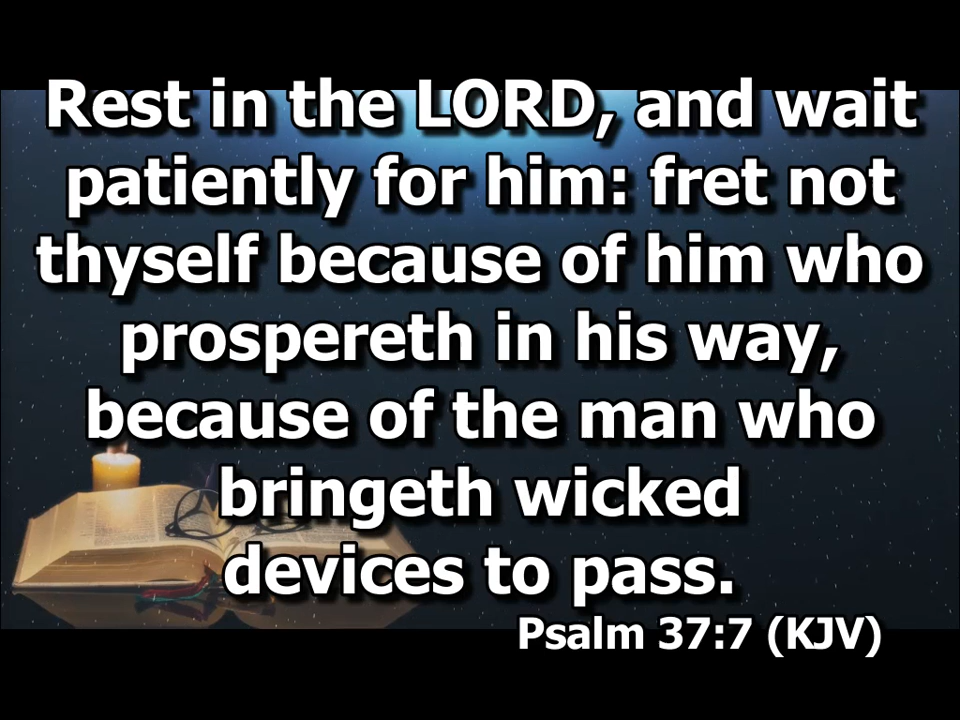 Rest in the LORD, and wait
patiently for him: fret not
thyself because of him who
prospereth in his way,
because of the man who
bringeth wicked
devices to pass.
Psalm 37:7 (KJV)